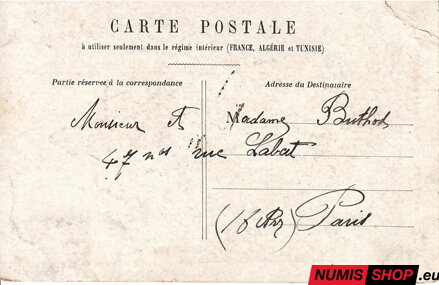 CARTE POSTALE
à utiliser seulement dans le régime intérieur (FRANCE, ALGÉRIE et TUNISIE)
Partie réservée à la correspondance
Adresse du Destinataire
Monsieur & Madame Buthod
47 rue Labat
Paris
NUMIS SHOP.eu